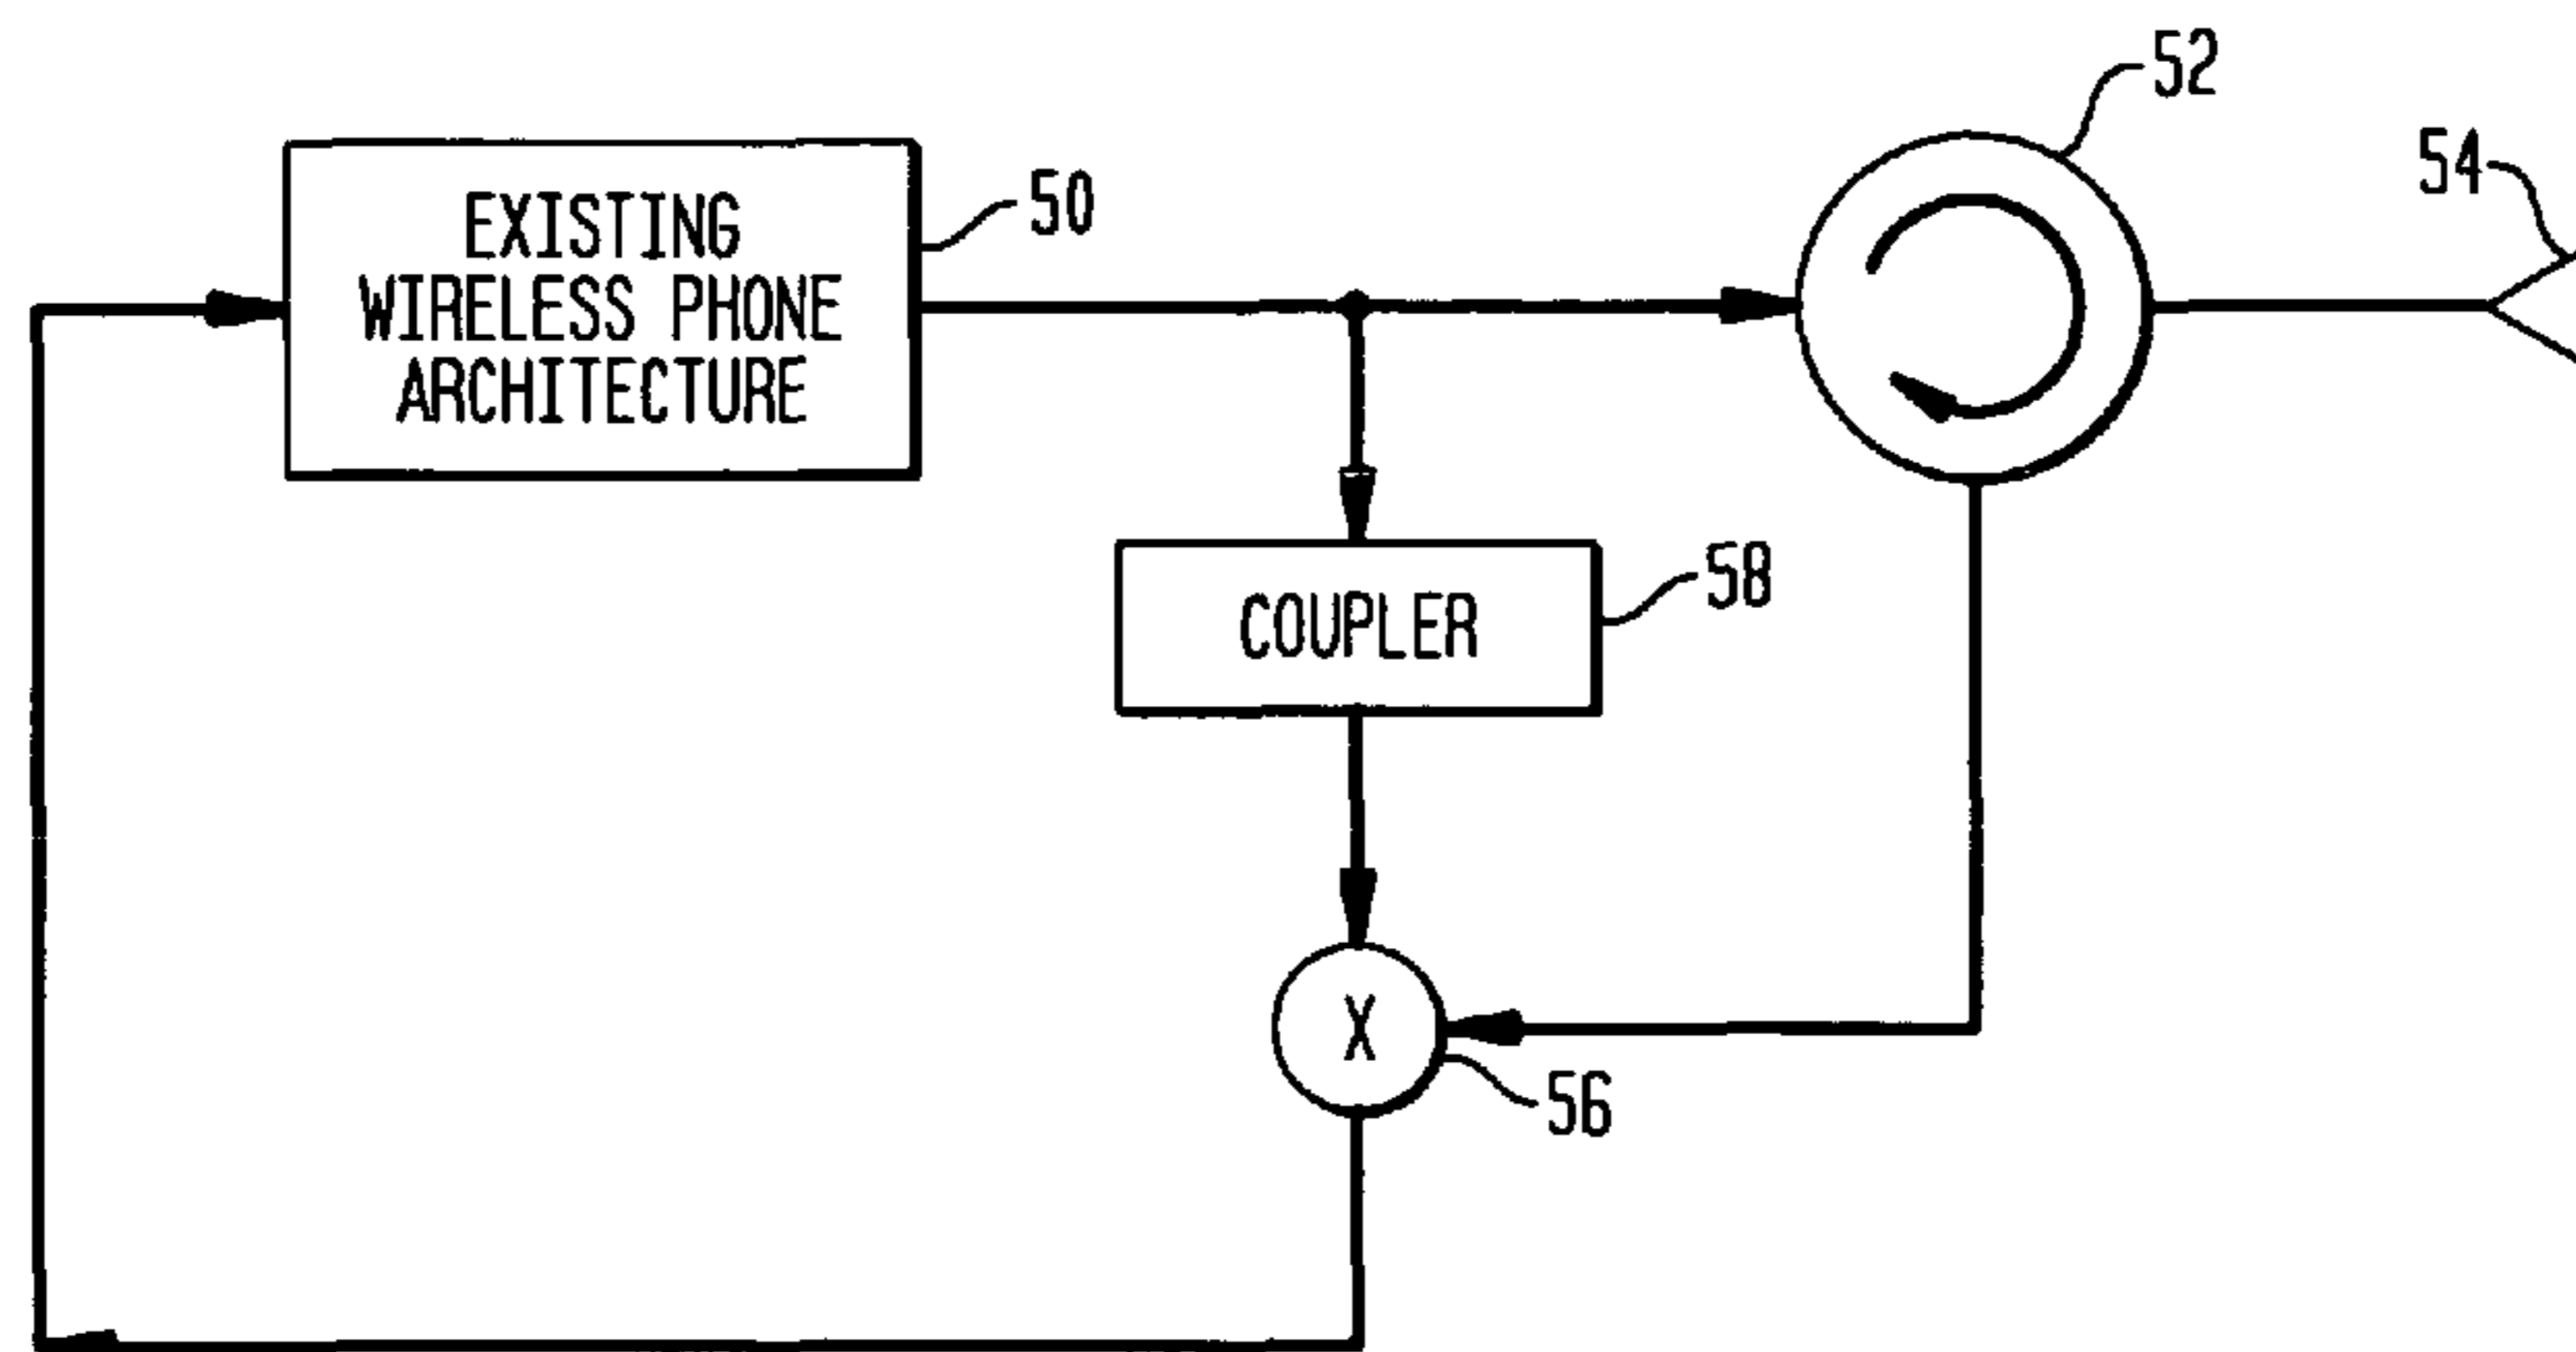 52
54
EXISTING
WIRELESS PHONE
ARCHITECTURE
50
COUPLER
58
X
56